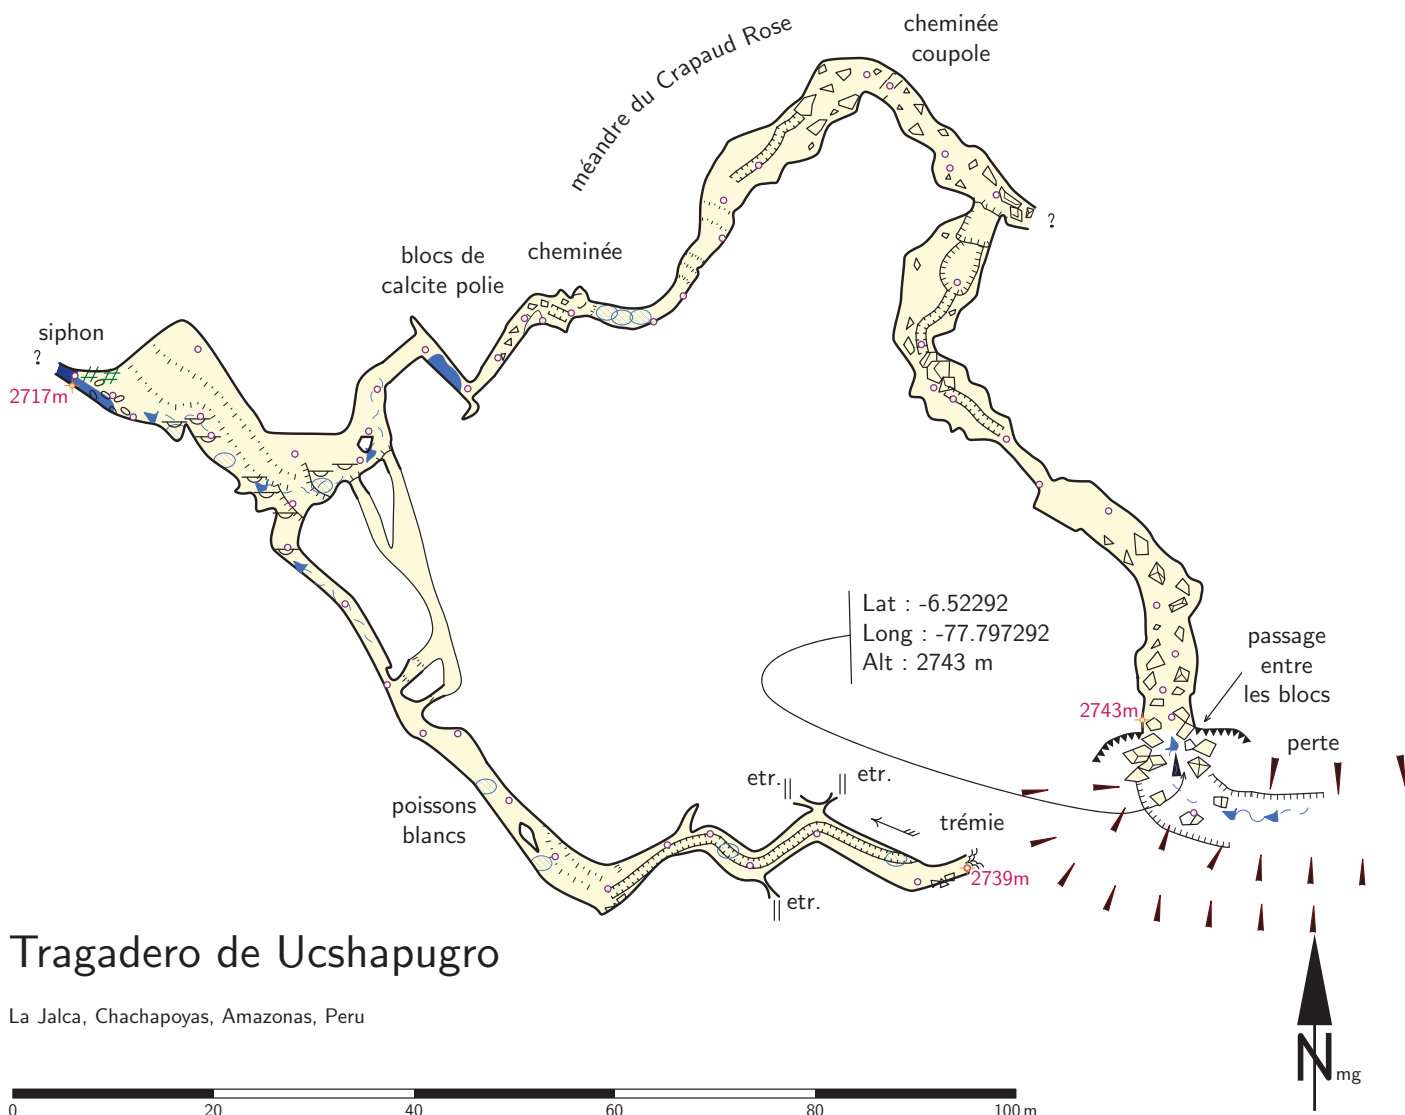 cheminée
coupole
méandre du Crapaud Rose
?
blocs de
calcite polie
cheminée
siphon
?
2717m
Lat : -6.52292
Long : -77.797292
Alt : 2743 m
passage
entre
les blocs
2743m
perte
etr.
etr.
poissons
blancs
trémie
2739m
etr.
Tragadero de Ucshapugro
La Jalca, Chachapoyas, Amazonas, Peru
N
mg
0 20 40 60 80 100 m